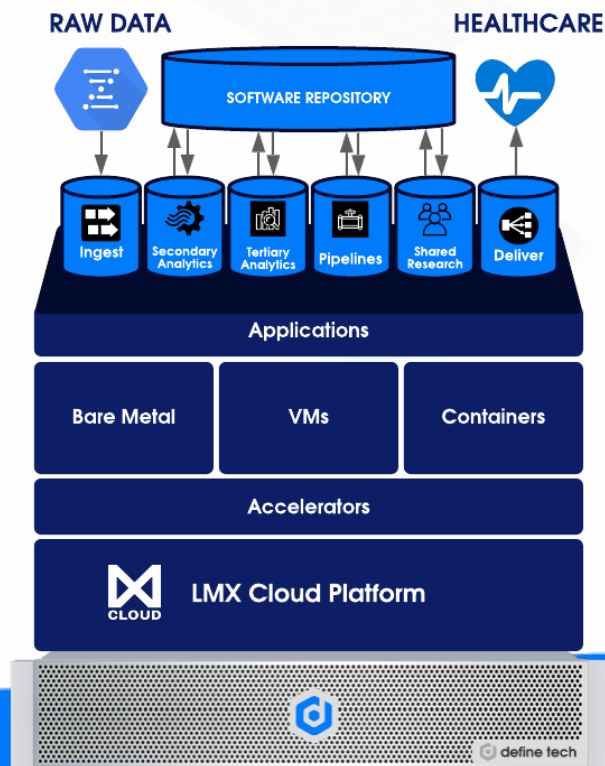 RAW DATA
HEALTHCARE
SOFTWARE REPOSITORY
Ingest
Secondary
Analytics
Tertiary
Analytics
Pipelines
Shared
Research
Deliver
Applications
Bare Metal
VMs
Containers
Accelerators
CLOUD
LMX Cloud Platform
define tech